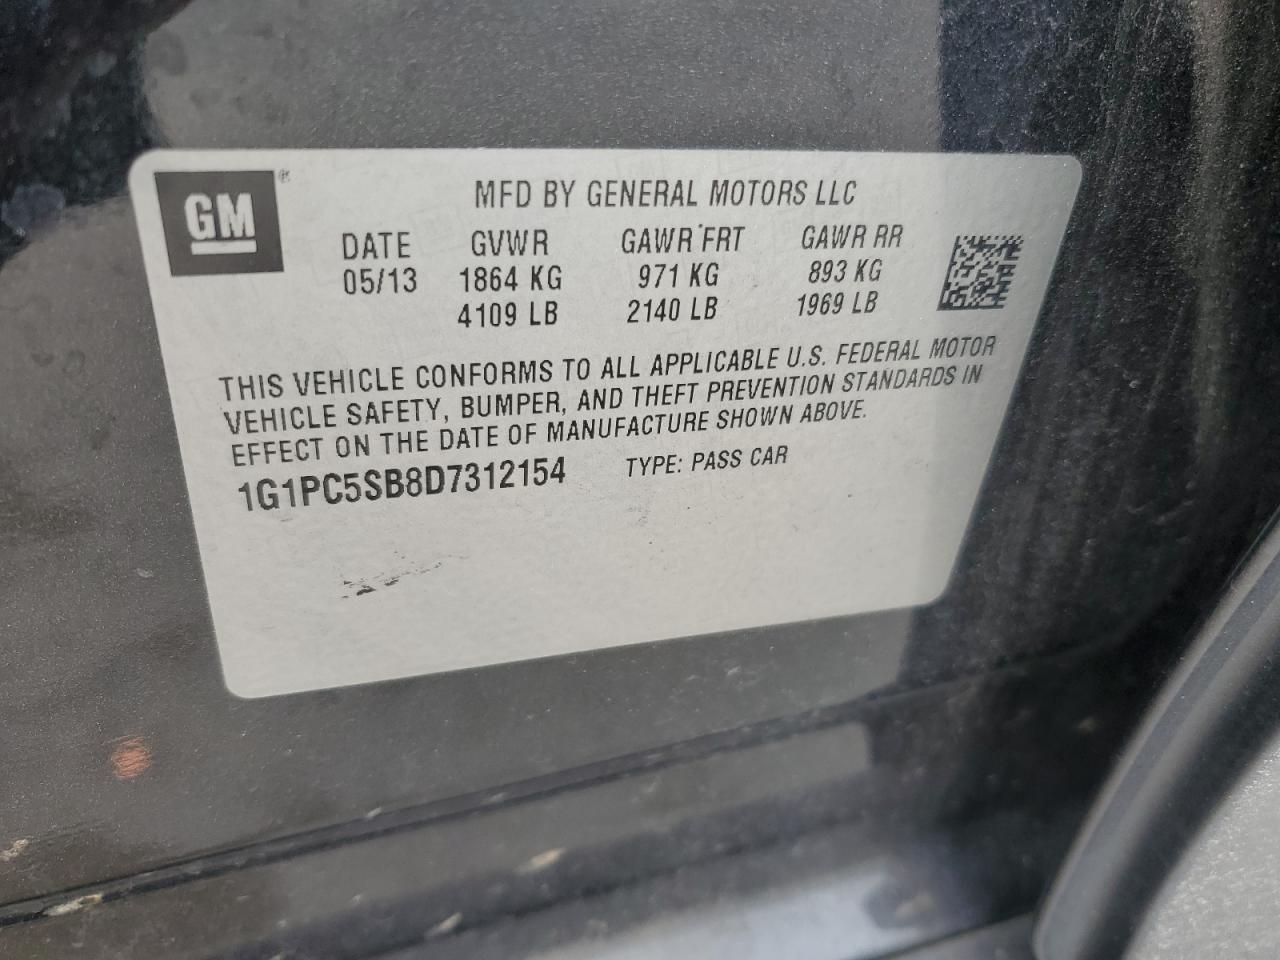 GM®
MFD BY GENERAL MOTORS LLC
DATE GVWR GAWR FRT GAWR RR
05/13 1864 KG 971 KG 893 KG
4109 LB 2140 LB 1969 LB
THIS VEHICLE CONFORMS TO ALL APPLICABLE U.S. FEDERAL MOTOR
VEHICLE SAFETY, BUMPER, AND THEFT PREVENTION STANDARDS IN
EFFECT ON THE DATE OF MANUFACTURE SHOWN ABOVE.
1G1PC5SB8D7312154 TYPE: PASS CAR